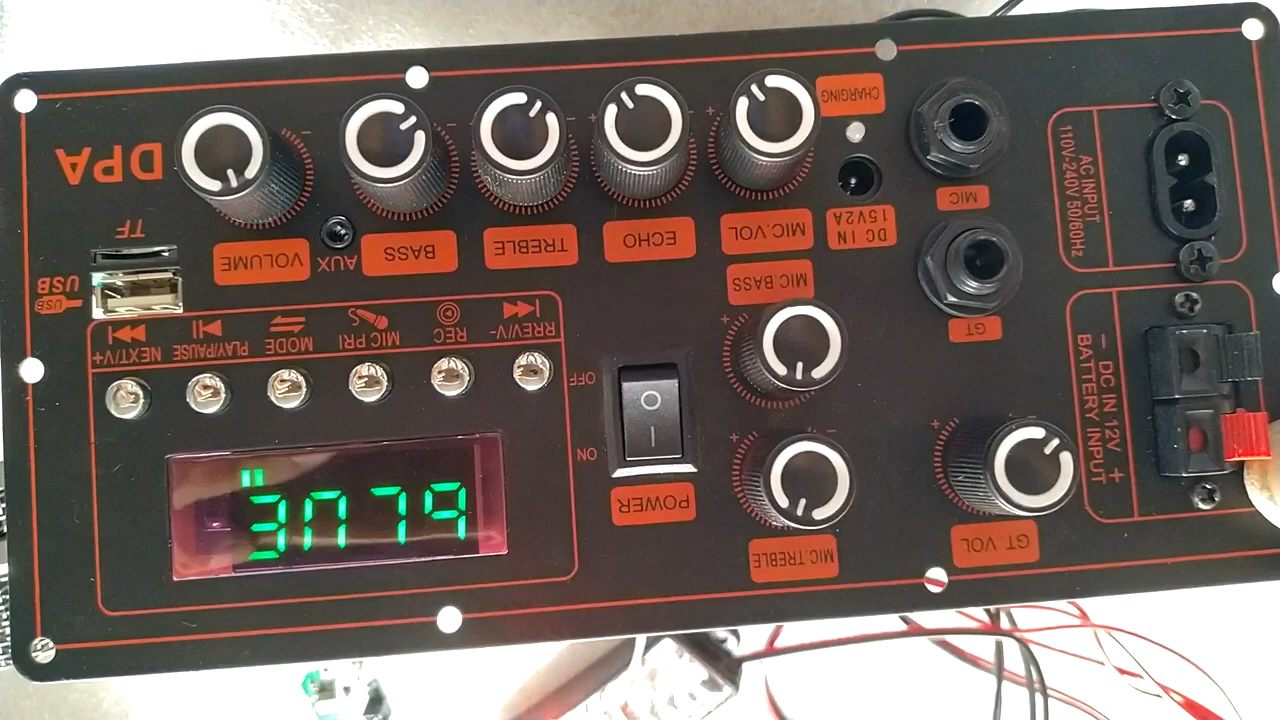 GT. VOL
MIC.TREBLE
POWER
ON
OFF
bLUE
RREV/V-
REC
MIC PRI
MODE
PLAY/PAUSE
NEXT/V+
− DC IN 12V +
BATTERY INPUT
GT
MIC.BASS
MIC.VOL
ECHO
TREBLE
BASS
AUX
VOLUME
USB
USB
TF
AC INPUT
110V-240V 50/60Hz
MIC
DC IN
15V2A
CHARGING
DPA